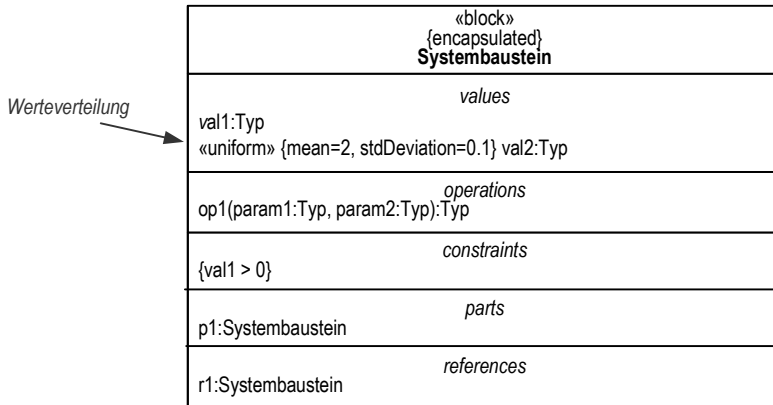 «block»
{encapsulated}
Systembaustein
values
Werteverteilung
val1:Typ
«uniform» {mean=2, stdDeviation=0.1} val2:Typ
operations
op1(param1:Typ, param2:Typ):Typ
constraints
{val1 > 0}
parts
p1:Systembaustein
references
r1:Systembaustein